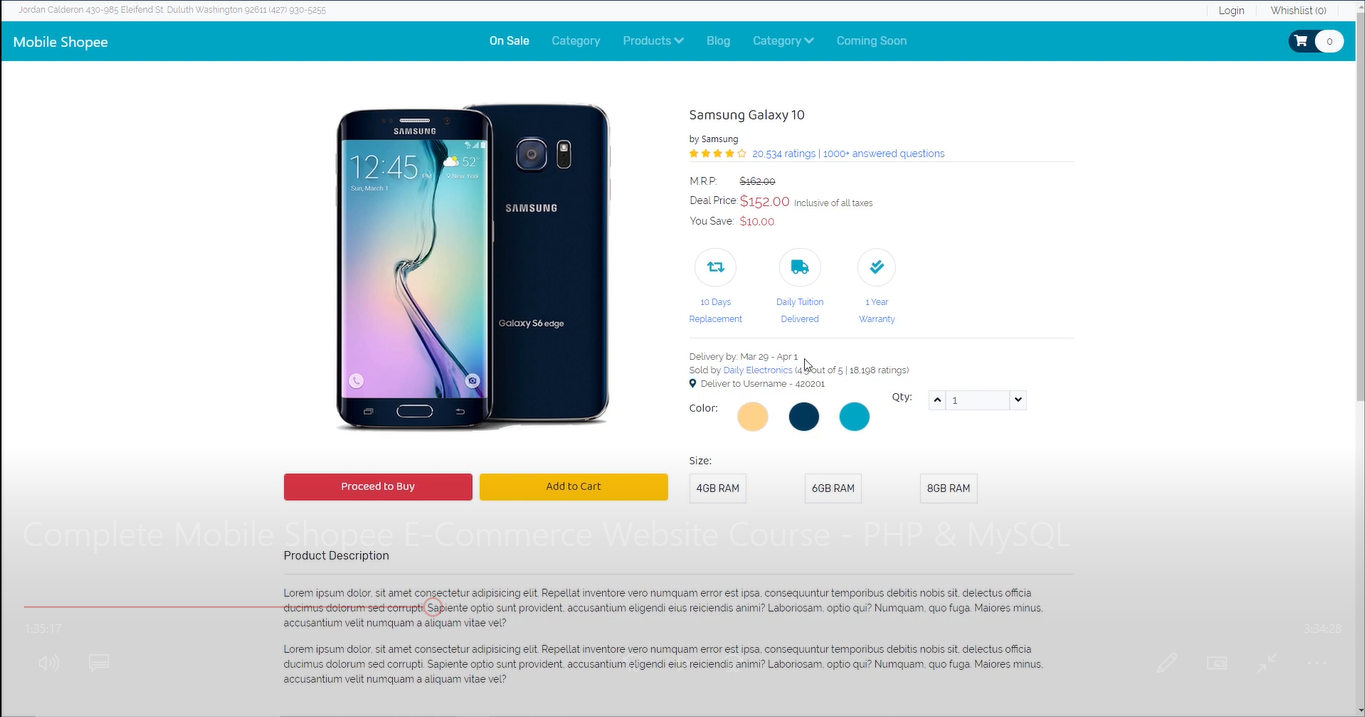 Jordan Calderon 430-985 Eleifend St. Duluth Washington 92611 (427) 930-5255
Login Whishlist (0)
Mobile Shopee On Sale Category Products Blog Category Coming Soon 0
SAMSUNG
12:45 PM 52°
Sun, March 1 New York
SAMSUNG
Galaxy S6 edge
Samsung Galaxy 10
by Samsung
20,534 ratings | 1000+ answered questions
M.R.P: $162.00
Deal Price: $152.00 Inclusive of all taxes
You Save: $10.00
10 Days Daily Tuition 1 Year
Replacement Delivered Warranty
Delivery by: Mar 29 - Apr 1
Sold by Daily Electronics (4 out of 5 | 18,198 ratings)
Deliver to Username - 420201
Color: Qty: 1
Size:
4GB RAM 6GB RAM 8GB RAM
Proceed to Buy Add to Cart
Complete Mobile Shopee E-Commerce Website Course - PHP & MySQL
Product Description
Lorem ipsum dolor, sit amet consectetur adipisicing elit. Repellat inventore vero numquam error est ipsa, consequuntur temporibus debitis nobis sit, delectus officia
ducimus dolorum sed corrupti. Sapiente optio sunt provident, accusantium eligendi eius reiciendis animi? Laboriosam, optio qui? Numquam, quo fuga. Maiores minus,
accusantium velit numquam a aliquam vitae vel?
1:35:17 3:34:28
Lorem ipsum dolor, sit amet consectetur adipisicing elit. Repellat inventore vero numquam error est ipsa, consequuntur temporibus debitis nobis sit, delectus officia
ducimus dolorum sed corrupti. Sapiente optio sunt provident, accusantium eligendi eius reiciendis animi? Laboriosam, optio qui? Numquam, quo fuga. Maiores minus,
accusantium velit numquam a aliquam vitae vel?